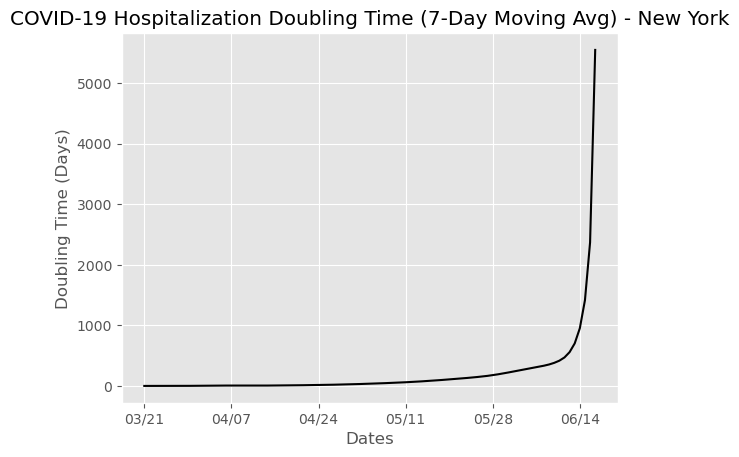 COVID-19 Hospitalization Doubling Time (7-Day Moving Avg) - New York
Doubling Time (Days)
5000
4000
3000
2000
1000
0
03/21 04/07 04/24 05/11 05/28 06/14
Dates